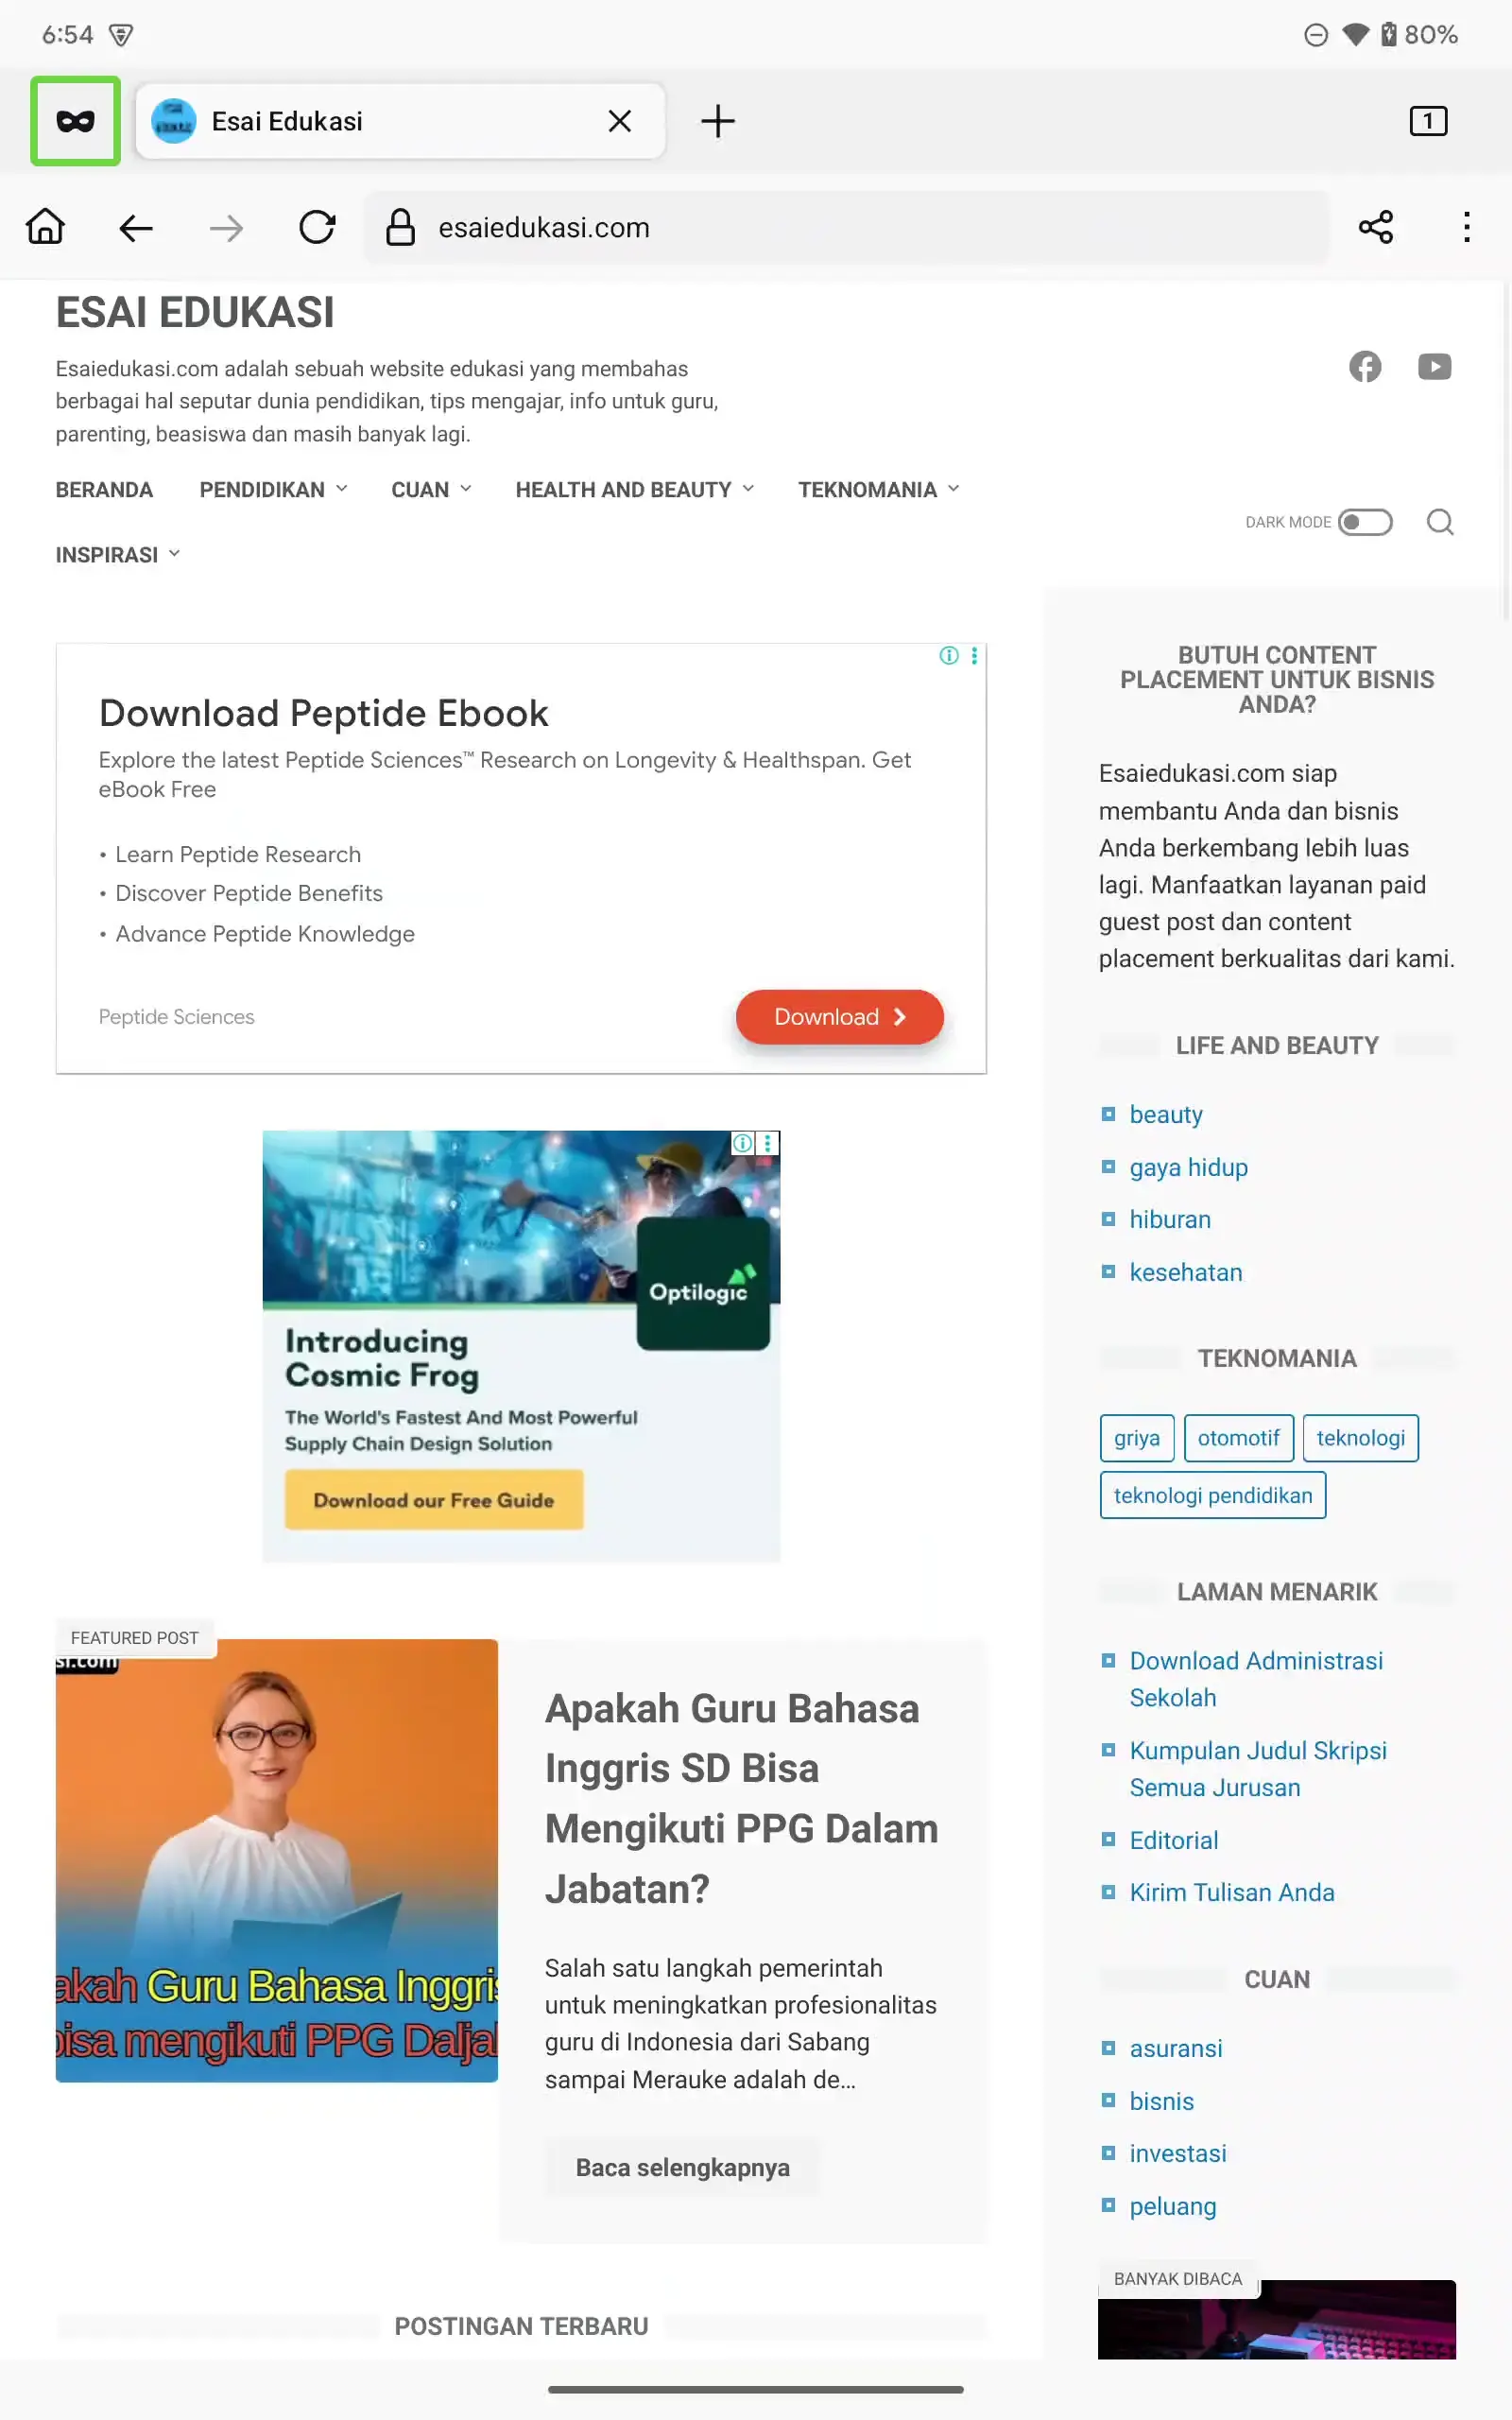 6:54
80%
Esai Edukasi
1
esaiedukasi.com
ESAI EDUKASI
Esaiedukasi.com adalah sebuah website edukasi yang membahas
berbagai hal seputar dunia pendidikan, tips mengajar, info untuk guru,
parenting, beasiswa dan masih banyak lagi.
BERANDA PENDIDIKAN CUAN HEALTH AND BEAUTY TEKNOMANIA
INSPIRASI
DARK MODE
Download Peptide Ebook
Explore the latest Peptide Sciences™ Research on Longevity & Healthspan. Get
eBook Free
• Learn Peptide Research
• Discover Peptide Benefits
• Advance Peptide Knowledge
Peptide Sciences
Download
Optilogic
Introducing
Cosmic Frog
The World's Fastest And Most Powerful
Supply Chain Design Solution
Download our Free Guide
FEATURED POST
si.com
akah Guru Bahasa Inggris
bisa mengikuti PPG Daljal
Apakah Guru Bahasa
Inggris SD Bisa
Mengikuti PPG Dalam
Jabatan?
Salah satu langkah pemerintah
untuk meningkatkan profesionalitas
guru di Indonesia dari Sabang
sampai Merauke adalah de...
Baca selengkapnya
POSTINGAN TERBARU
BUTUH CONTENT
PLACEMENT UNTUK BISNIS
ANDA?
Esaiedukasi.com siap
membantu Anda dan bisnis
Anda berkembang lebih luas
lagi. Manfaatkan layanan paid
guest post dan content
placement berkualitas dari kami.
LIFE AND BEAUTY
beauty
gaya hidup
hiburan
kesehatan
TEKNOMANIA
griya otomotif teknologi
teknologi pendidikan
LAMAN MENARIK
Download Administrasi
Sekolah
Kumpulan Judul Skripsi
Semua Jurusan
Editorial
Kirim Tulisan Anda
CUAN
asuransi
bisnis
investasi
peluang
BANYAK DIBACA